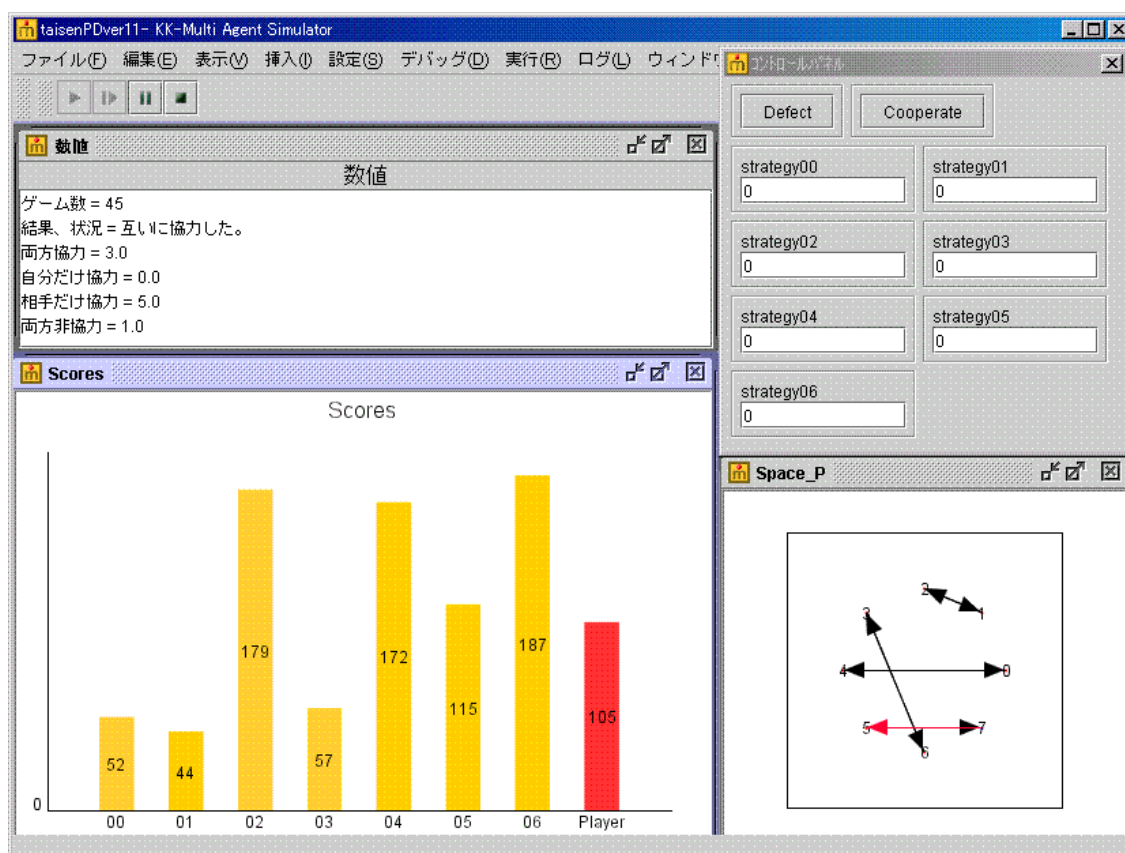 taisenPDver11- KK-Multi Agent Simulator
ファイル(F) 編集(E) 表示(V) 挿入(I) 設定(S) デバッグ(D) 実行(R) ログ(L) ウィンドウ
数値
数値
ゲーム数 = 45
結果、状況 = 互いに協力した。
両方協力 = 3.0
自分だけ協力 = 0.0
相手だけ協力 = 5.0
両方非協力 = 1.0
コントロールパネル
Defect Cooperate
strategy00 strategy01
0 0
strategy02 strategy03
0 0
strategy04 strategy05
0 0
strategy06
0
Scores
Scores
187
179
172
115
105
57
52
44
0
00 01 02 03 04 05 06 Player
Space_P
2
3 1
4 0
5 7
6